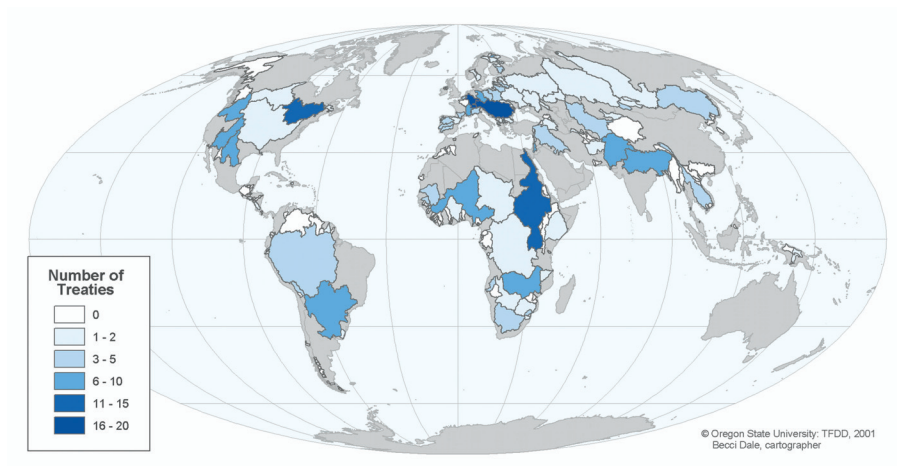 Number of
Treaties
0
1 - 2
3 - 5
6 - 10
11 - 15
16 - 20
© Oregon State University: TFDD, 2001
Becci Dale, cartographer